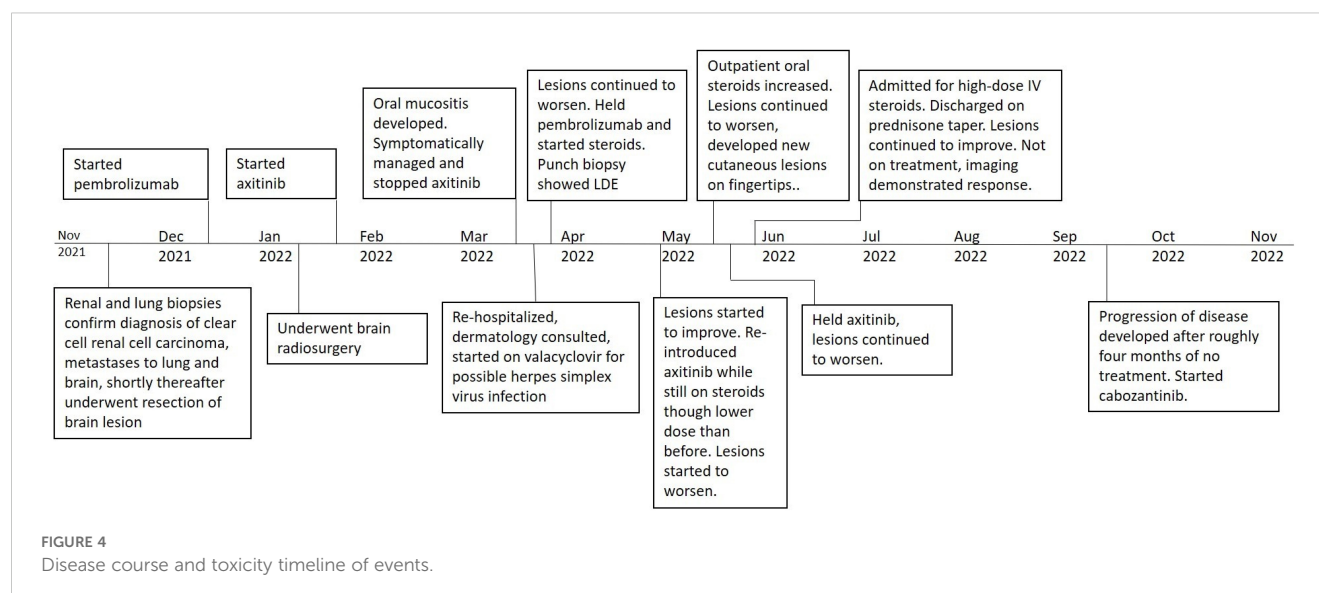 Started
pembrolizumab
Started
axitinib
Oral mucositis
developed.
Symptomatically
managed and
stopped axitinib
Lesions continued to
worsen. Held
pembrolizumab and
started steroids.
Punch biopsy
showed LDE
Outpatient oral
steroids increased.
Lesions continued
to worsen,
developed new
cutaneous lesions
on fingertips..
Admitted for high-dose IV
steroids. Discharged on
prednisone taper. Lesions
continued to improve. Not
on treatment, imaging
demonstrated response.
Nov
2021
Dec
2021
Jan
2022
Feb
2022
Mar
2022
Apr
2022
May
2022
Jun
2022
Jul
2022
Aug
2022
Sep
2022
Oct
2022
Nov
2022
Renal and lung biopsies
confirm diagnosis of clear
cell renal cell carcinoma,
metastases to lung and
brain, shortly thereafter
underwent resection of
brain lesion
Underwent brain
radiosurgery
Re-hospitalized,
dermatology consulted,
started on valacyclovir for
possible herpes simplex
virus infection
Lesions started
to improve. Re-
introduced
axitinib while
still on steroids
though lower
dose than
before. Lesions
started to
worsen.
Held axitinib,
lesions continued
to worsen.
Progression of disease
developed after roughly
four months of no
treatment. Started
cabozantinib.
FIGURE 4
Disease course and toxicity timeline of events.